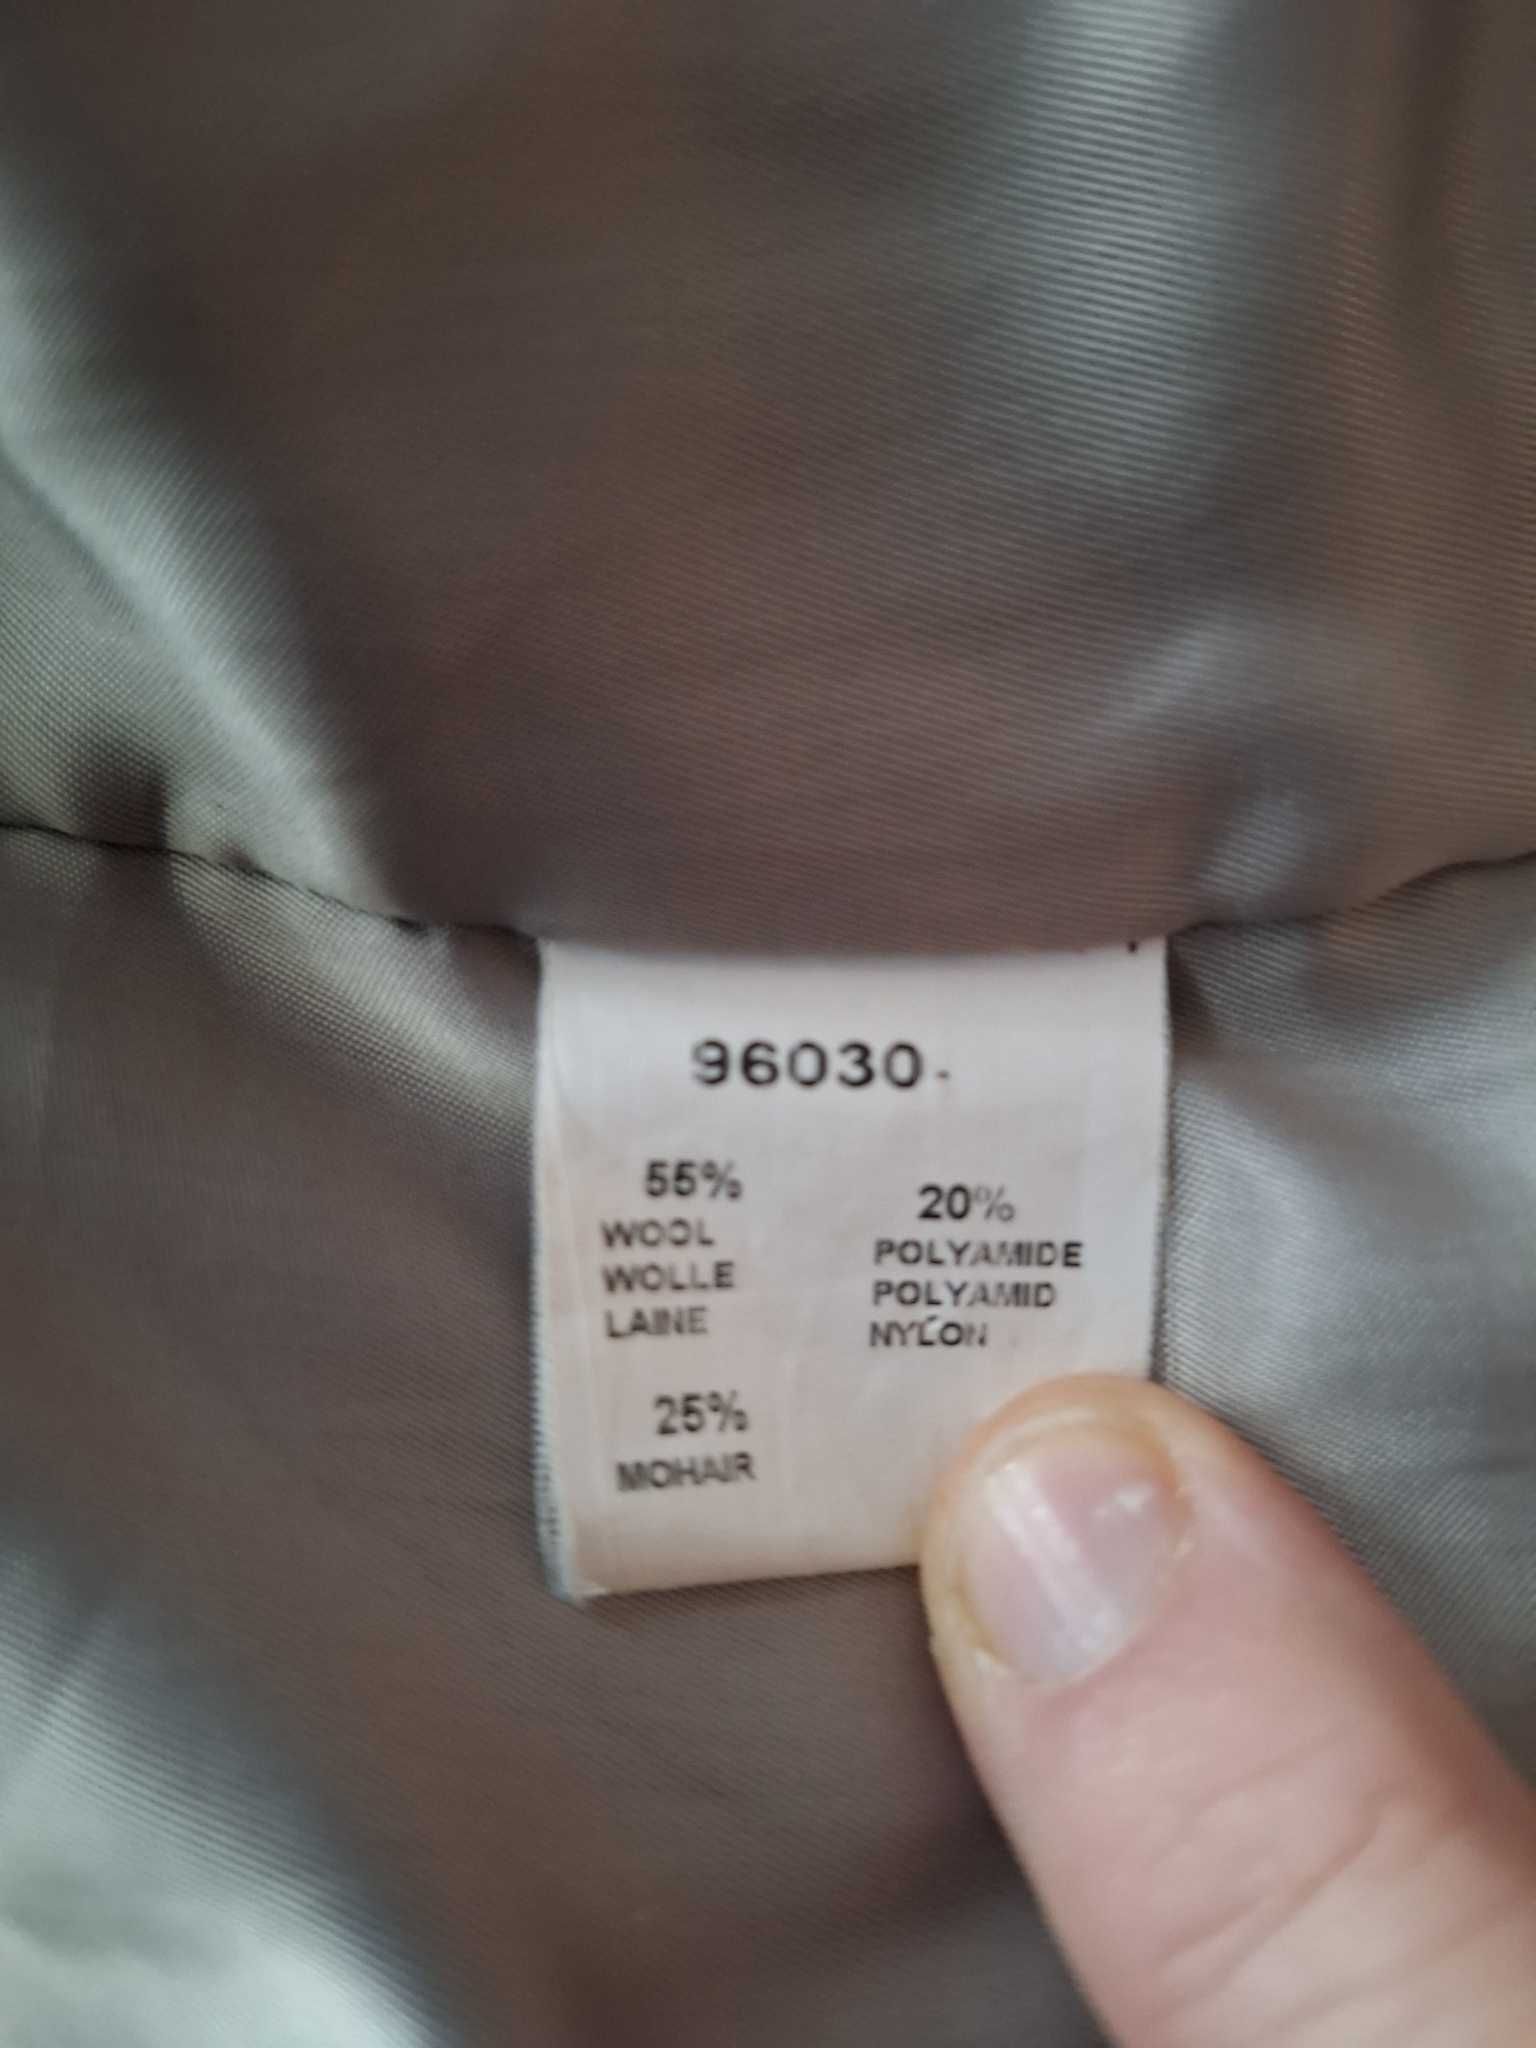 96030-
55%
WOOL
WOLLE
LAINE
20%
POLYAMIDE
POLYAMID
NYLON
25%
MOHAIR